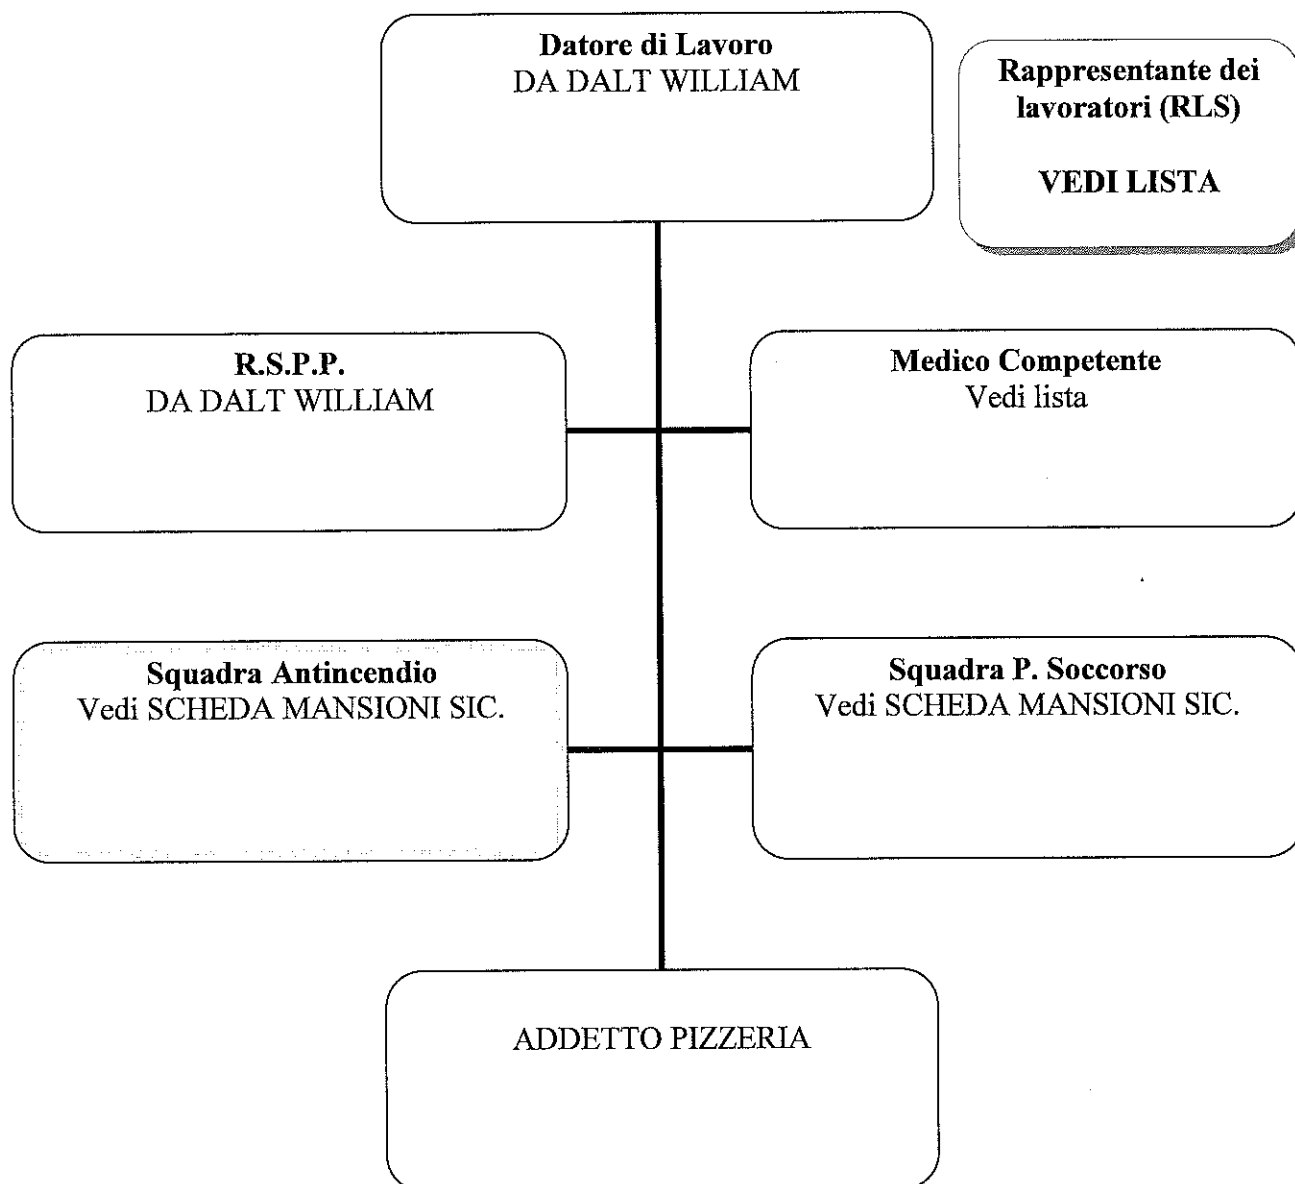 Datore di Lavoro
DA DALT WILLIAM
Rappresentante dei
lavoratori (RLS)
VEDI LISTA
R.S.P.P.
DA DALT WILLIAM
Medico Competente
Vedi lista
Squadra Antincendio
Vedi SCHEDA MANSIONI SIC.
Squadra P. Soccorso
Vedi SCHEDA MANSIONI SIC.
ADDETTO PIZZERIA